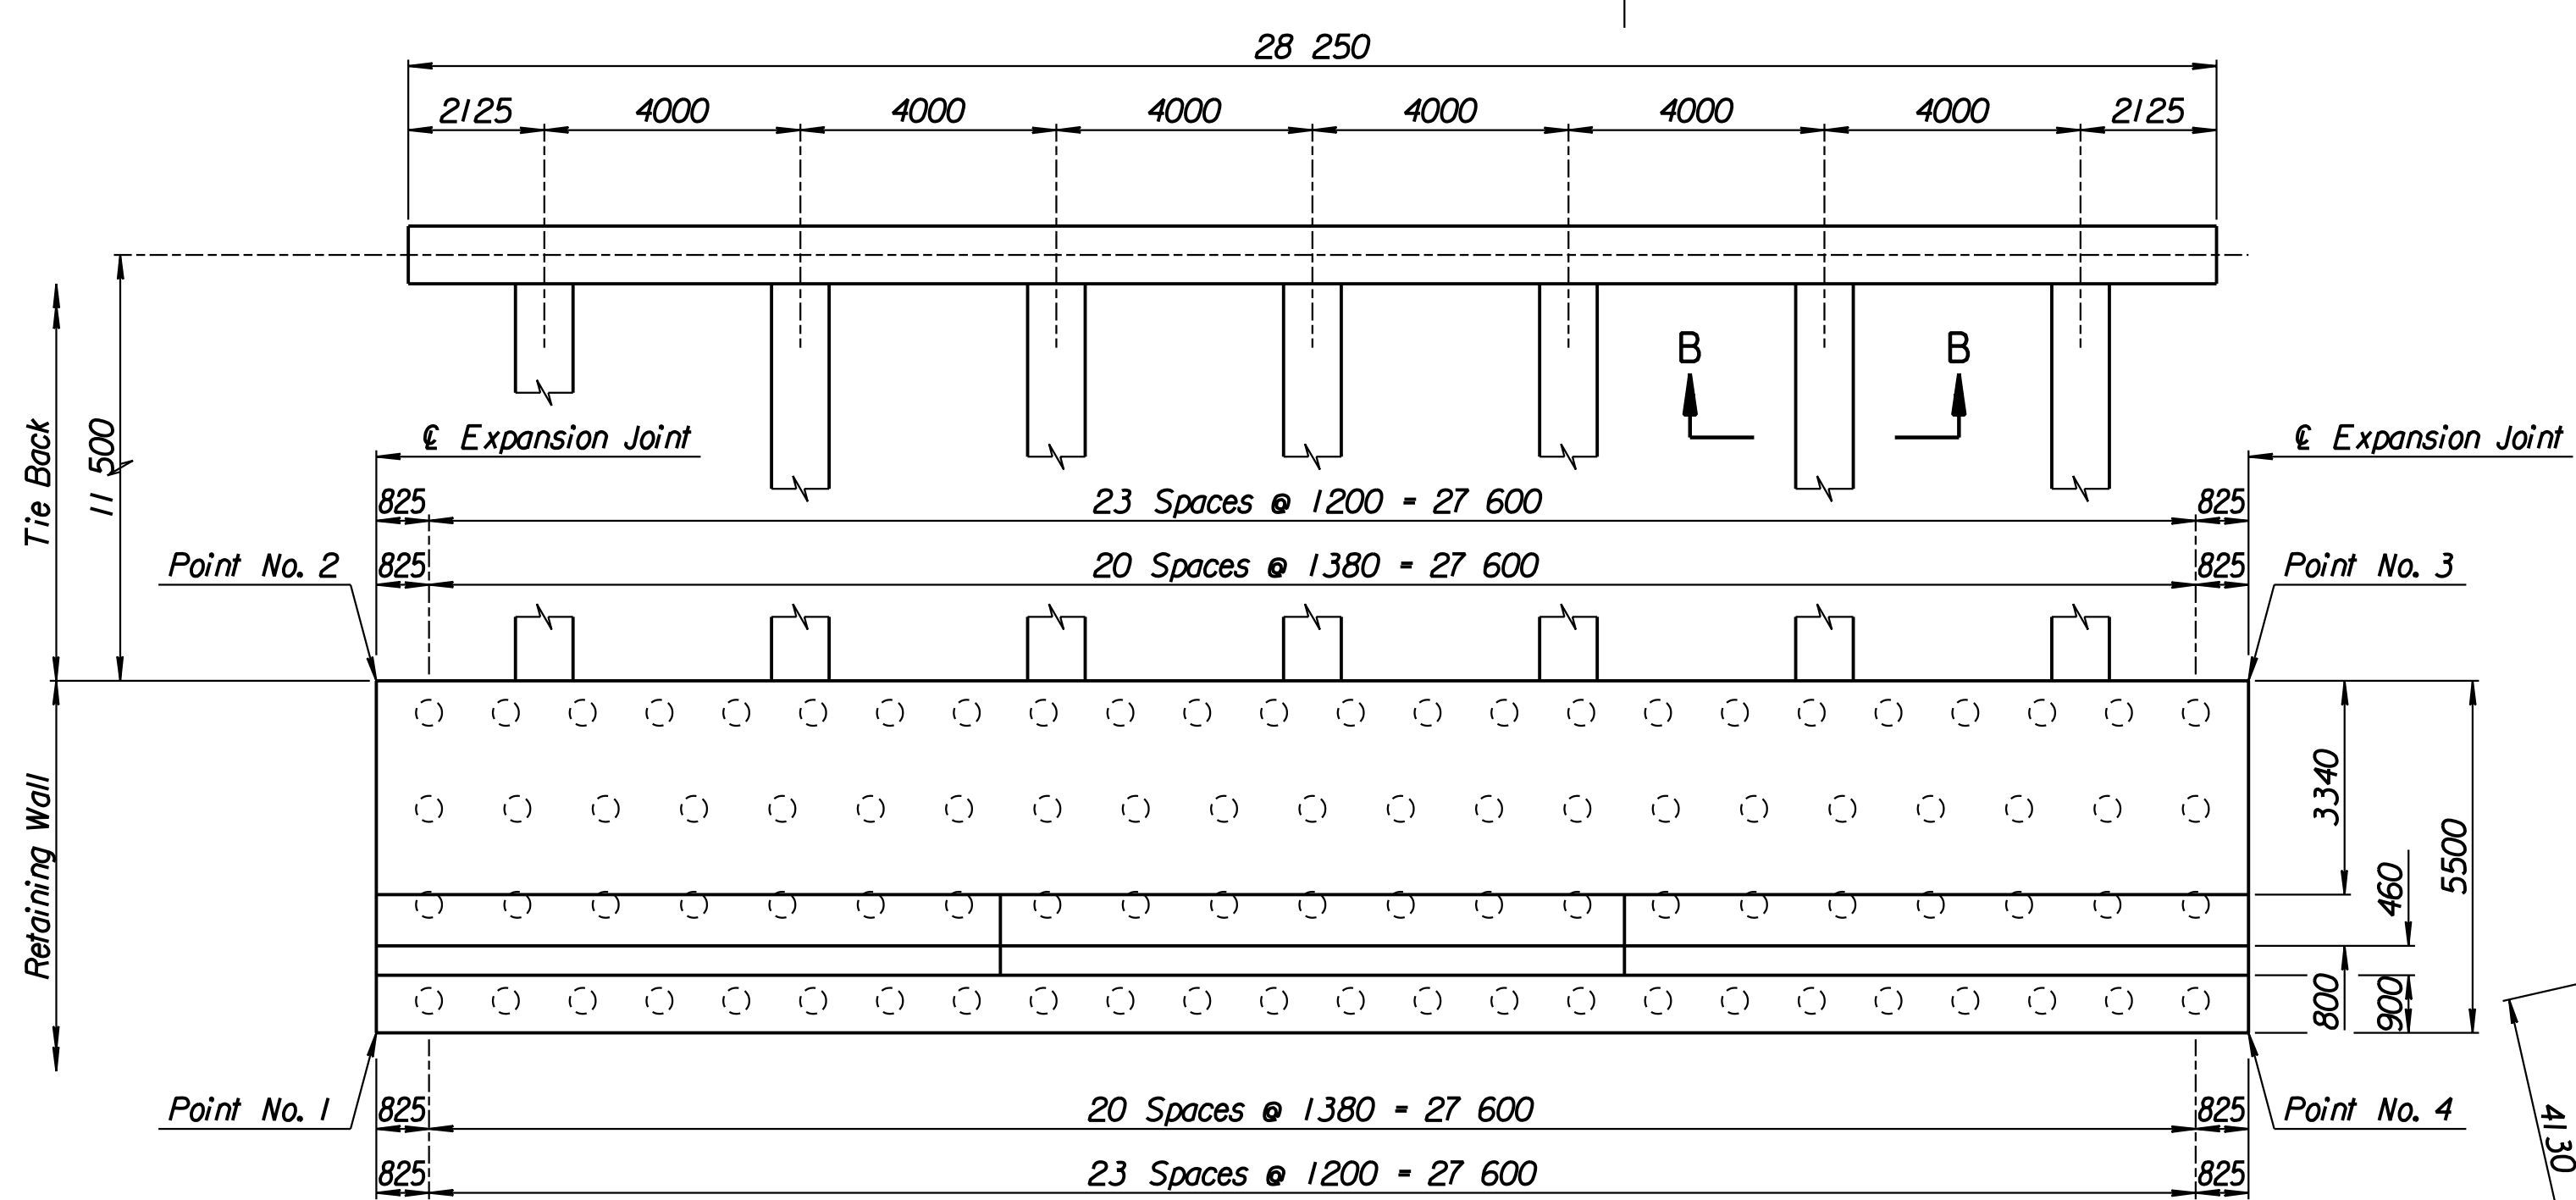 28 250
2125 4000 4000 4000 4000 4000 4000 2125
B B
℄ Expansion Joint
℄ Expansion Joint
Tie Back
11 500
825 23 Spaces @ 1200 = 27 600 825
Point No. 2
825 20 Spaces @ 1380 = 27 600 825
Point No. 3
Retaining Wall
3340
460
5500
800
900
Point No. 1
825 20 Spaces @ 1380 = 27 600 825
Point No. 4
4130
825 23 Spaces @ 1200 = 27 600 825